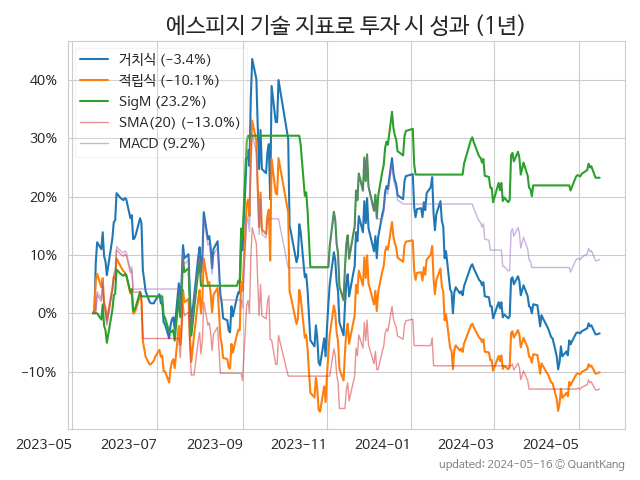 에스피지 기술 지표로 투자 시 성과 (1년)
거치식 (−3.4%)
적립식 (−10.1%)
SigM (23.2%)
SMA(20) (−13.0%)
MACD (9.2%)
40%
30%
20%
10%
0%
−10%
2023-05 2023-07 2023-09 2023-11 2024-01 2024-03 2024-05
updated: 2024-05-16 ⓒ QuantKang